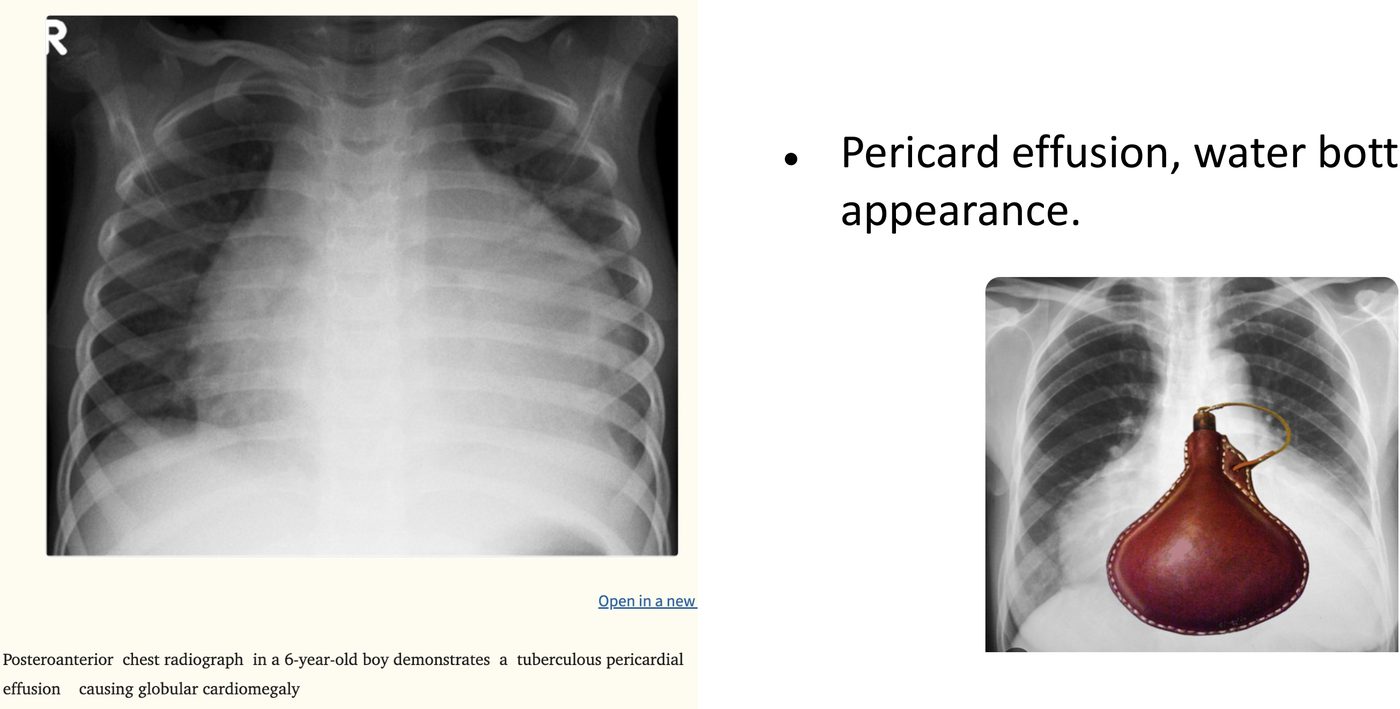 R
Open in a new
Posteroanterior chest radiograph in a 6-year-old boy demonstrates a tuberculous pericardial
effusion causing globular cardiomegaly
• Pericard effusion, water bott
appearance.